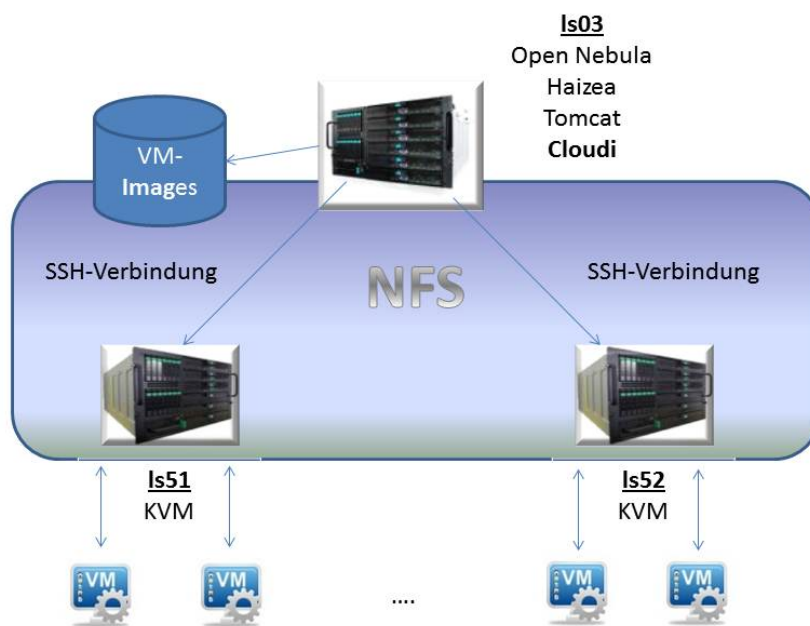 ls03
Open Nebula
Haizea
Tomcat
Cloudi
VM-
Images
SSH-Verbindung
NFS
SSH-Verbindung
ls51
KVM
ls52
KVM
VM
VM
....
VM
VM